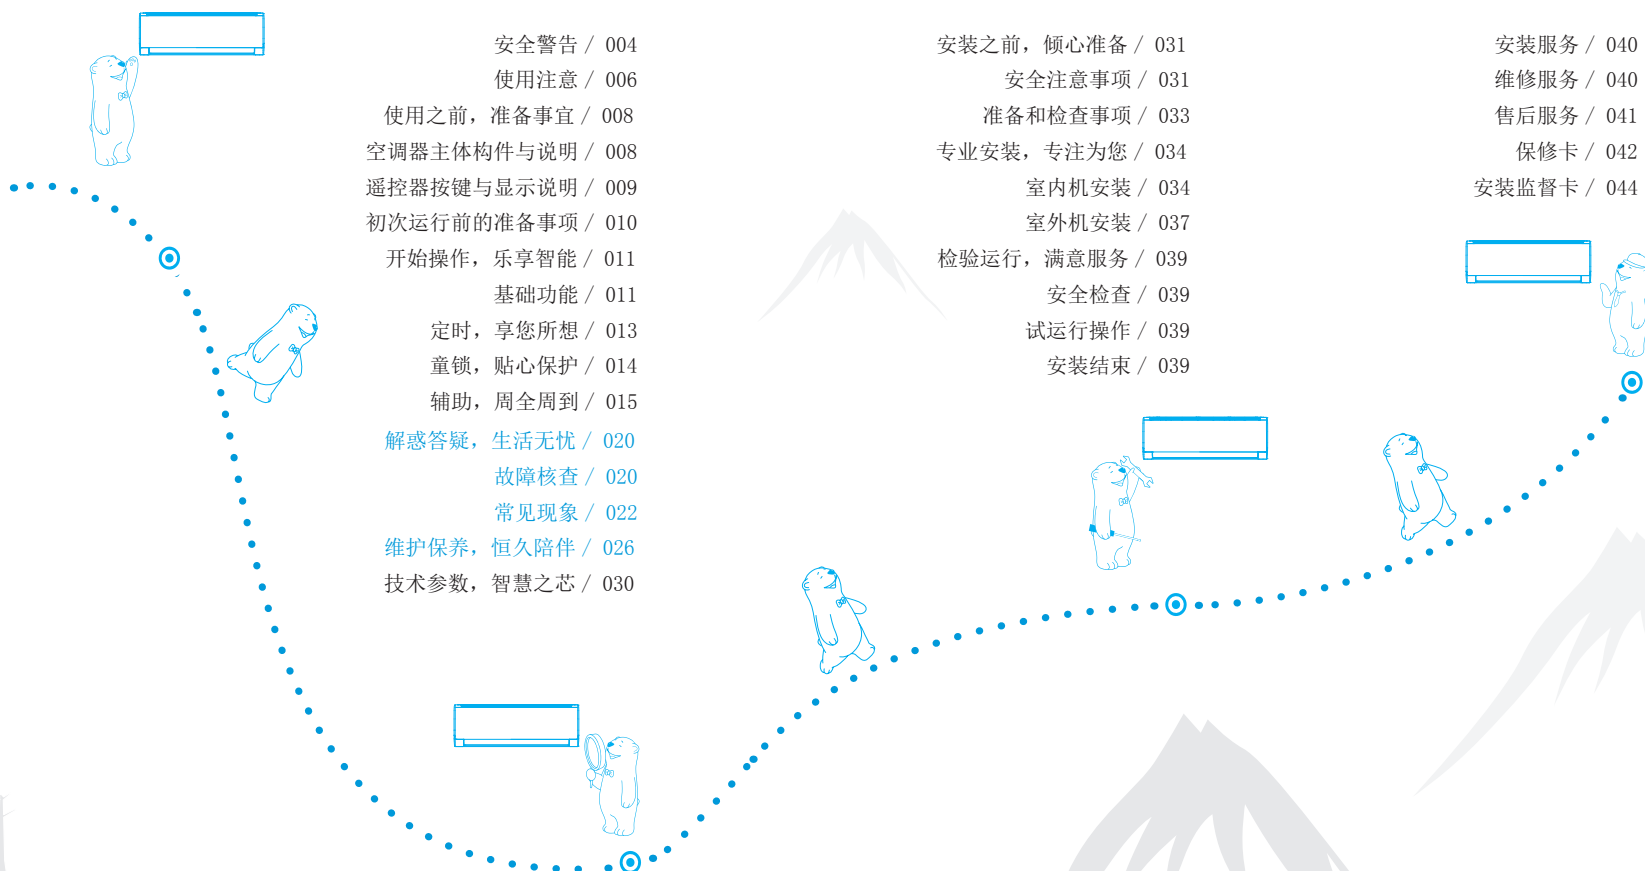 安全警告 / 004
使用注意 / 006
使用之前，准备事宜 / 008
空调器主体构件与说明 / 008
遥控器按键与显示说明 / 009
初次运行前的准备事项 / 010
开始操作，乐享智能 / 011
基础功能 / 011
定时，享您所想 / 013
童锁，贴心保护 / 014
辅助，周全周到 / 015
解惑答疑，生活无忧 / 020
故障核查 / 020
常见现象 / 022
维护保养，恒久陪伴 / 026
技术参数，智慧之芯 / 030
安装之前，倾心准备 / 031
安全注意事项 / 031
准备和检查事项 / 033
专业安装，专注为您 / 034
室内机安装 / 034
室外机安装 / 037
检验运行，满意服务 / 039
安全检查 / 039
试运行操作 / 039
安装结束 / 039
安装服务 / 040
维修服务 / 040
售后服务 / 041
保修卡 / 042
安装监督卡 / 044